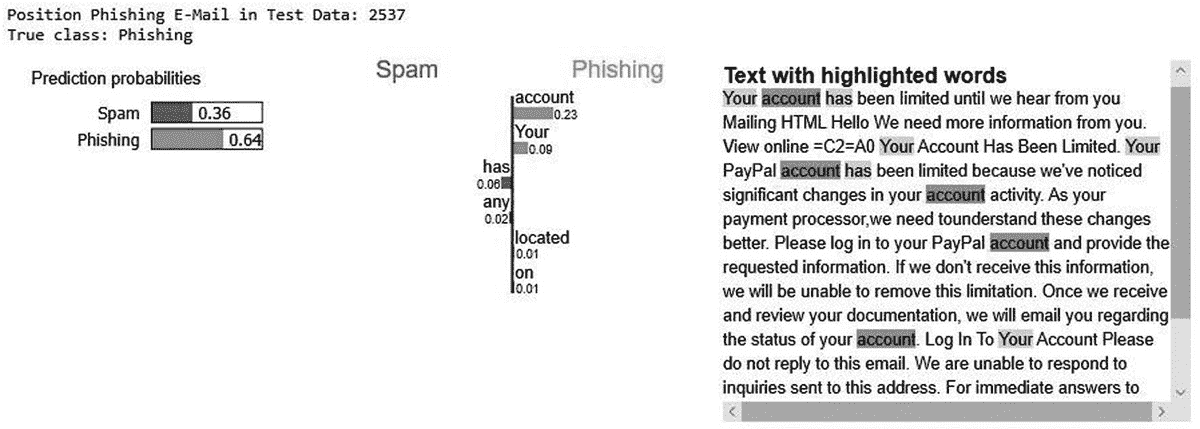 Position Phishing E-Mail in Test Data: 2537
True class: Phishing
Prediction probabilities
Spam 0.36
Phishing 0.64
Spam Phishing
account
0.23
Your
0.09
has
0.06
any
0.02
located
0.01
on
0.01
Text with highlighted words
Your account has been limited until we hear from you
Mailing HTML Hello We need more information from you.
View online =C2=A0 Your Account Has Been Limited. Your
PayPal account has been limited because we've noticed
significant changes in your account activity. As your
payment processor,we need tounderstand these changes
better. Please log in to your PayPal account and provide the
requested information. If we don't receive this information,
we will be unable to remove this limitation. Once we receive
and review your documentation, we will email you regarding
the status of your account. Log In To Your Account Please
do not reply to this email. We are unable to respond to
inquiries sent to this address. For immediate answers to